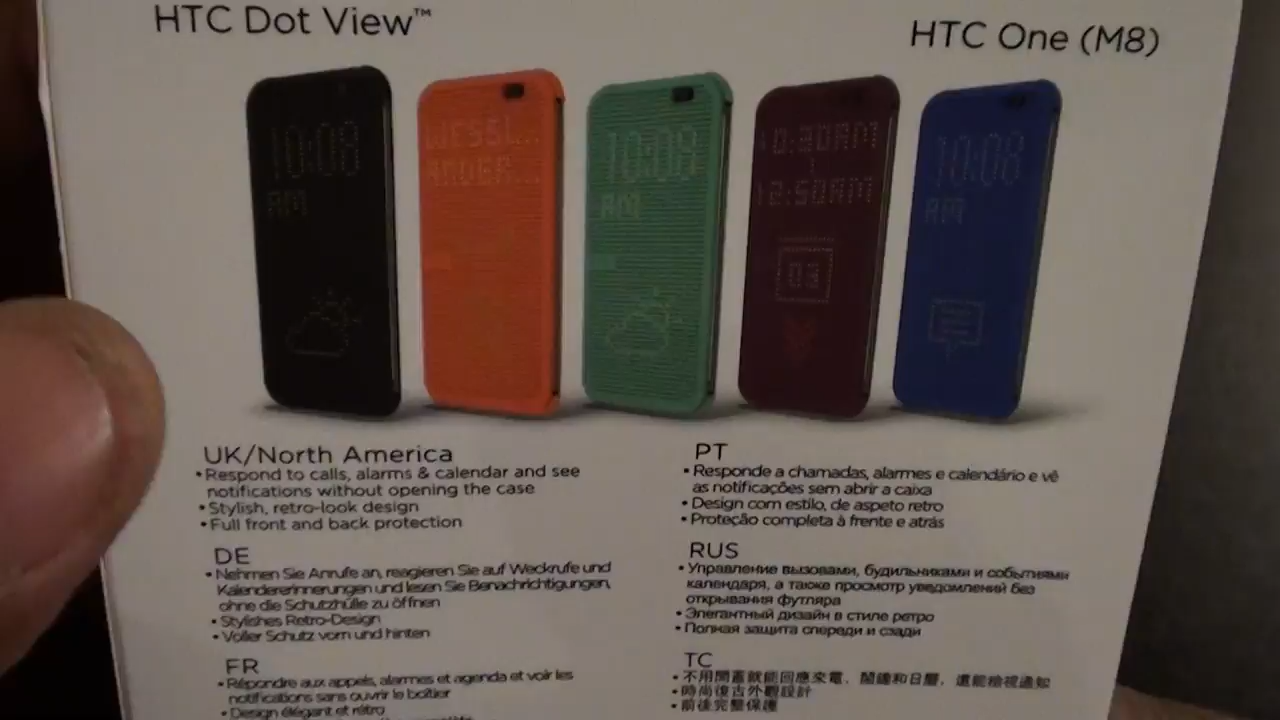 HTC Dot View™
HTC One (M8)
10:08
AM
10:08
AM
12:50AM
10:08
AM
UK/North America
•Respond to calls, alarms & calendar and see
notifications without opening the case
•Stylish, retro-look design
•Full front and back protection
DE
•Nehmen Sie Anrufe an, reagieren Sie auf Weckrufe und
Kalendererinnerungen und lesen Sie Benachrichtigungen,
ohne die Schutzhülle zu öffnen
•Stylishes Retro-Design
•Voller Schutz vorn und hinten
FR
•Répondre aux appels, alarmes et agenda et voir les
notifications sans ouvrir le boîtier
•Design élégant et rétro
PT
•Responde a chamadas, alarmes e calendário e vê
as notificações sem abrir a caixa
•Design com estilo, de aspeto retro
•Proteção completa à frente e atrás
RUS
•Управление вызовами, будильниками и событиями
календаря, а также просмотр уведомлений без
открывания футляра
•Элегантный дизайн в стиле ретро
•Полная защита спереди и сзади
TC
•不用開蓋就能回應來電、鬧鐘和日曆，還能檢視通知
•時尚復古外觀設計
•前後完整保護